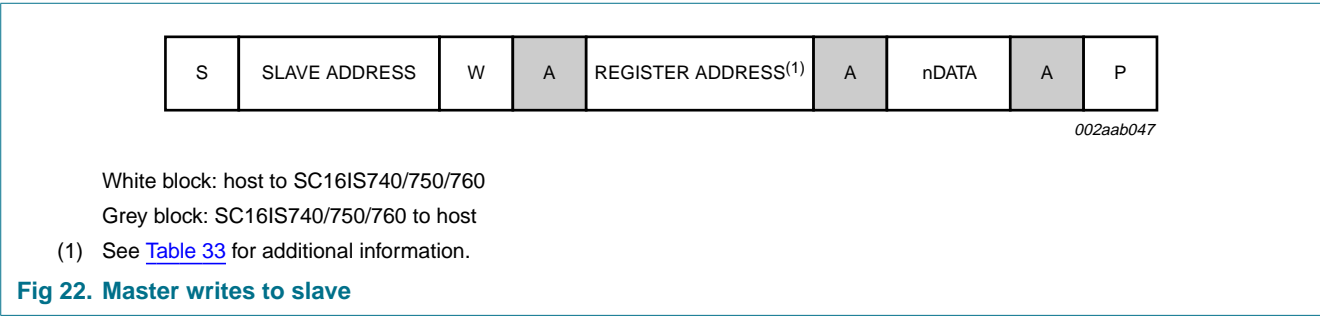 S SLAVE ADDRESS W A REGISTER ADDRESS(1) A nDATA A P
002aab047
White block: host to SC16IS740/750/760
Grey block: SC16IS740/750/760 to host
(1) See Table 33 for additional information.
Fig 22. Master writes to slave